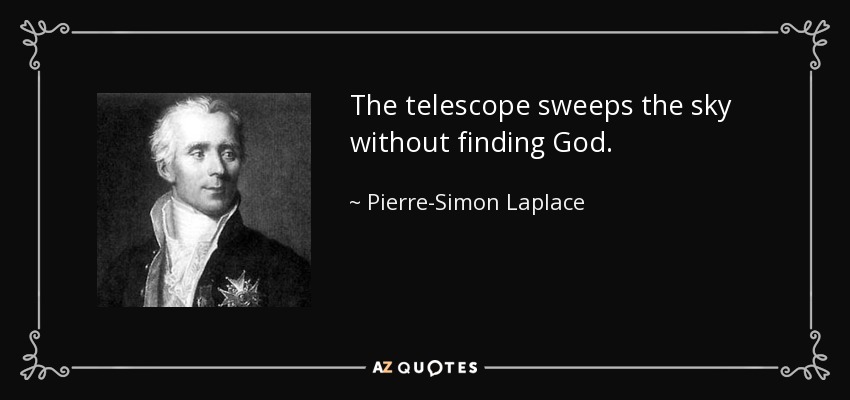 The telescope sweeps the sky
without finding God.
~ Pierre-Simon Laplace
AZ QUOTES